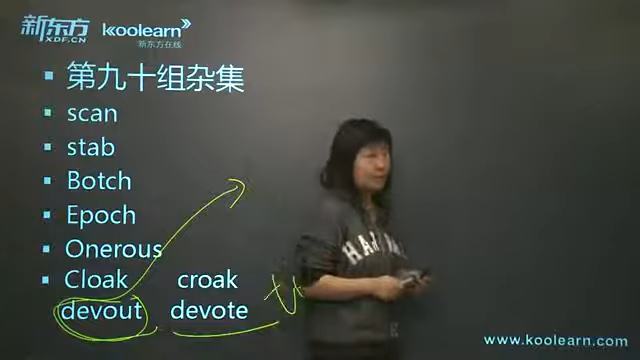 新东方 XDF.CN koolearn 新东方在线
第九十组杂集
scan
stab
Botch
Epoch
Onerous
Cloak croak
devout devote
www.koolearn.com